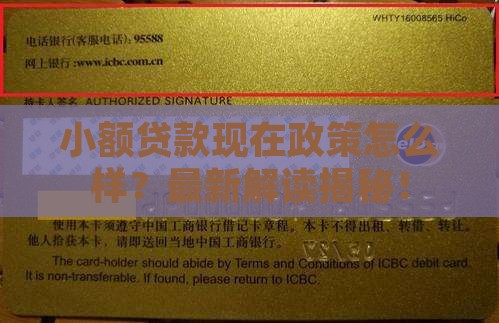 WHTY16008565 HiCo
电话银行(客服电话): 95588
网上银行:www.icbc.com.cn
持卡人签名 AUTHORIZED SIGNATURE
小额贷款现在政策怎么
样?最新解读揭秘!
使用本卡须遵守中国工商银行借记卡章程。本卡不得出租、转借、转让。
他人拾获本卡,请即送回当地中国工商银行。
The card-holder should abide by Terms and Conditions of ICBC debit card.
It is non-transferable. If found, please return to ICBC.